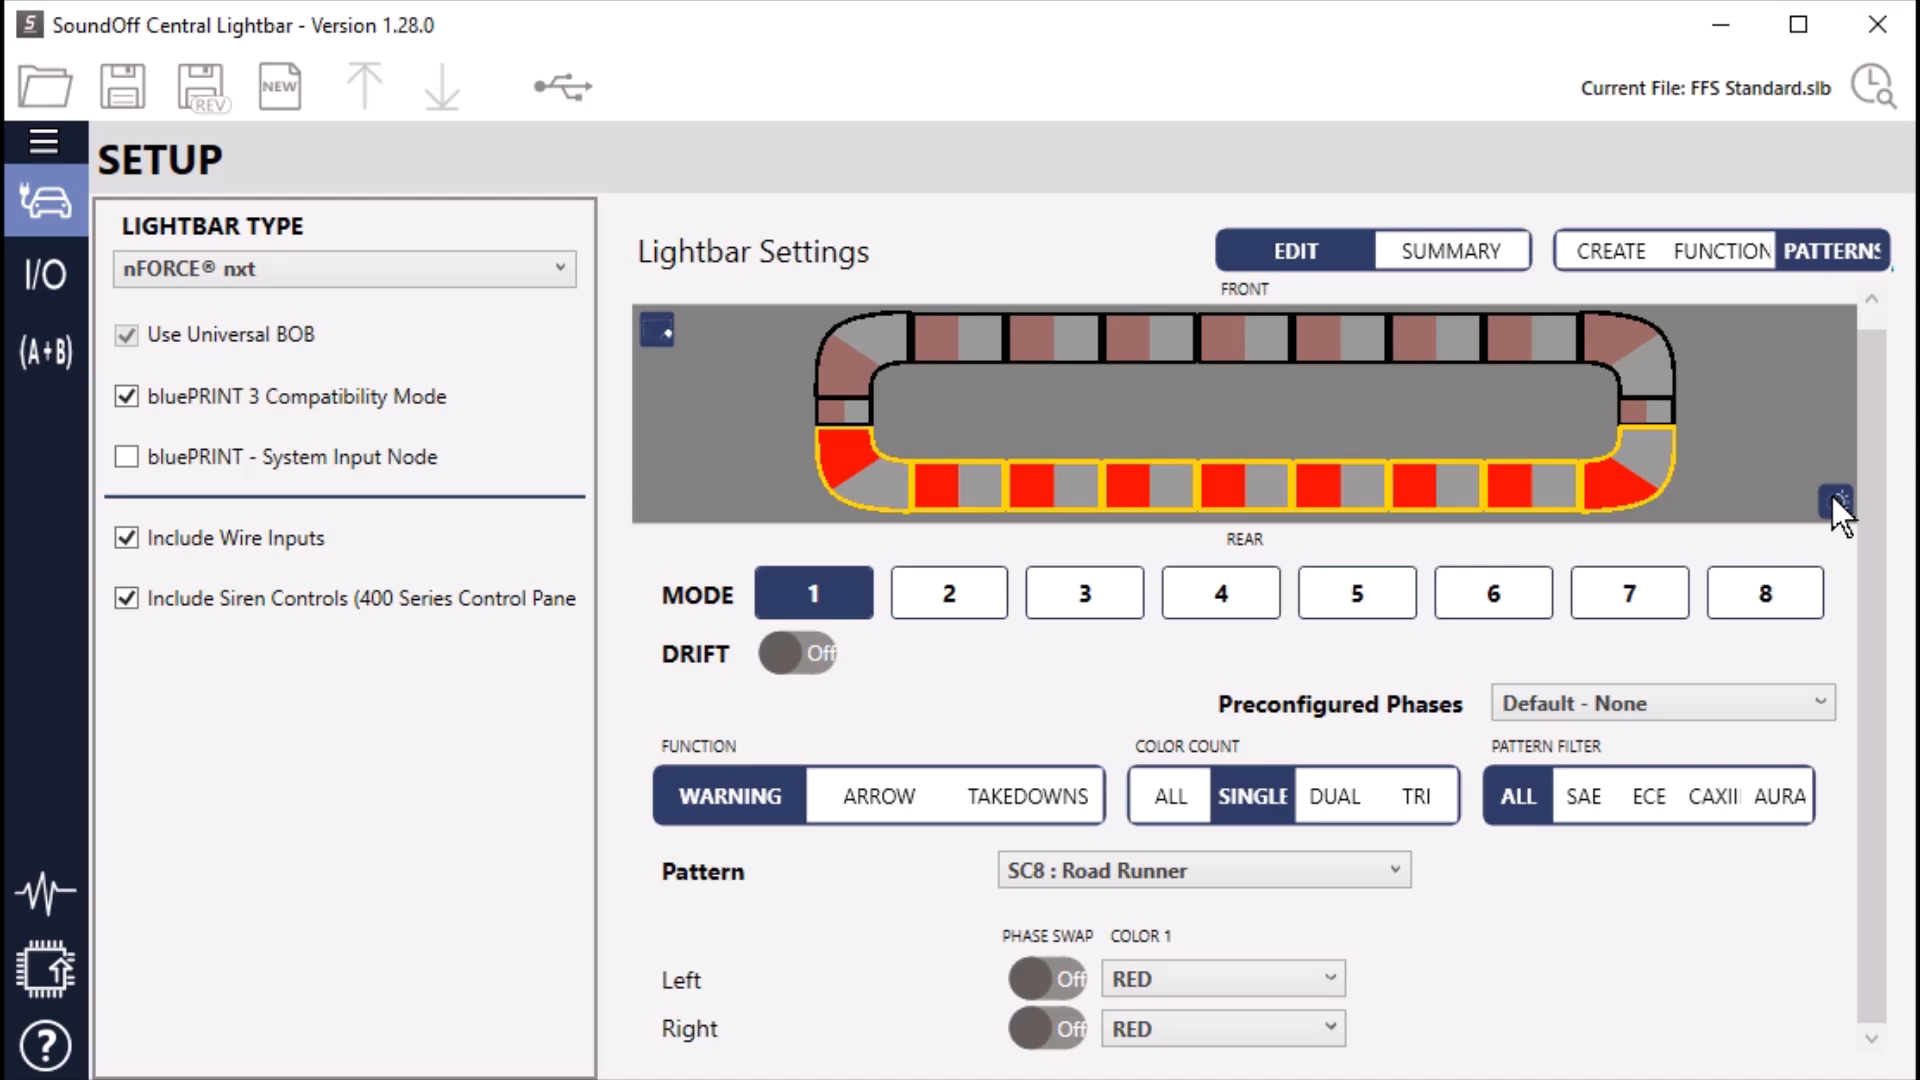 SoundOff Central Lightbar - Version 1.28.0
REV
NEW
Current File: FFS Standard.slb
SETUP
I/O
(A+B)
LIGHTBAR TYPE
nFORCE® nxt
Use Universal BOB
bluePRINT 3 Compatibility Mode
bluePRINT - System Input Node
Include Wire Inputs
Include Siren Controls (400 Series Control Pane
Lightbar Settings
EDIT SUMMARY
CREATE FUNCTION PATTERNS
FRONT
REAR
MODE 1 2 3 4 5 6 7 8
DRIFT Off
Preconfigured Phases Default - None
FUNCTION COLOR COUNT PATTERN FILTER
WARNING ARROW TAKEDOWNS ALL SINGLE DUAL TRI ALL SAE ECE CAXIII AURA
Pattern SC8 : Road Runner
PHASE SWAP COLOR 1
Left Off RED
Right Off RED
?